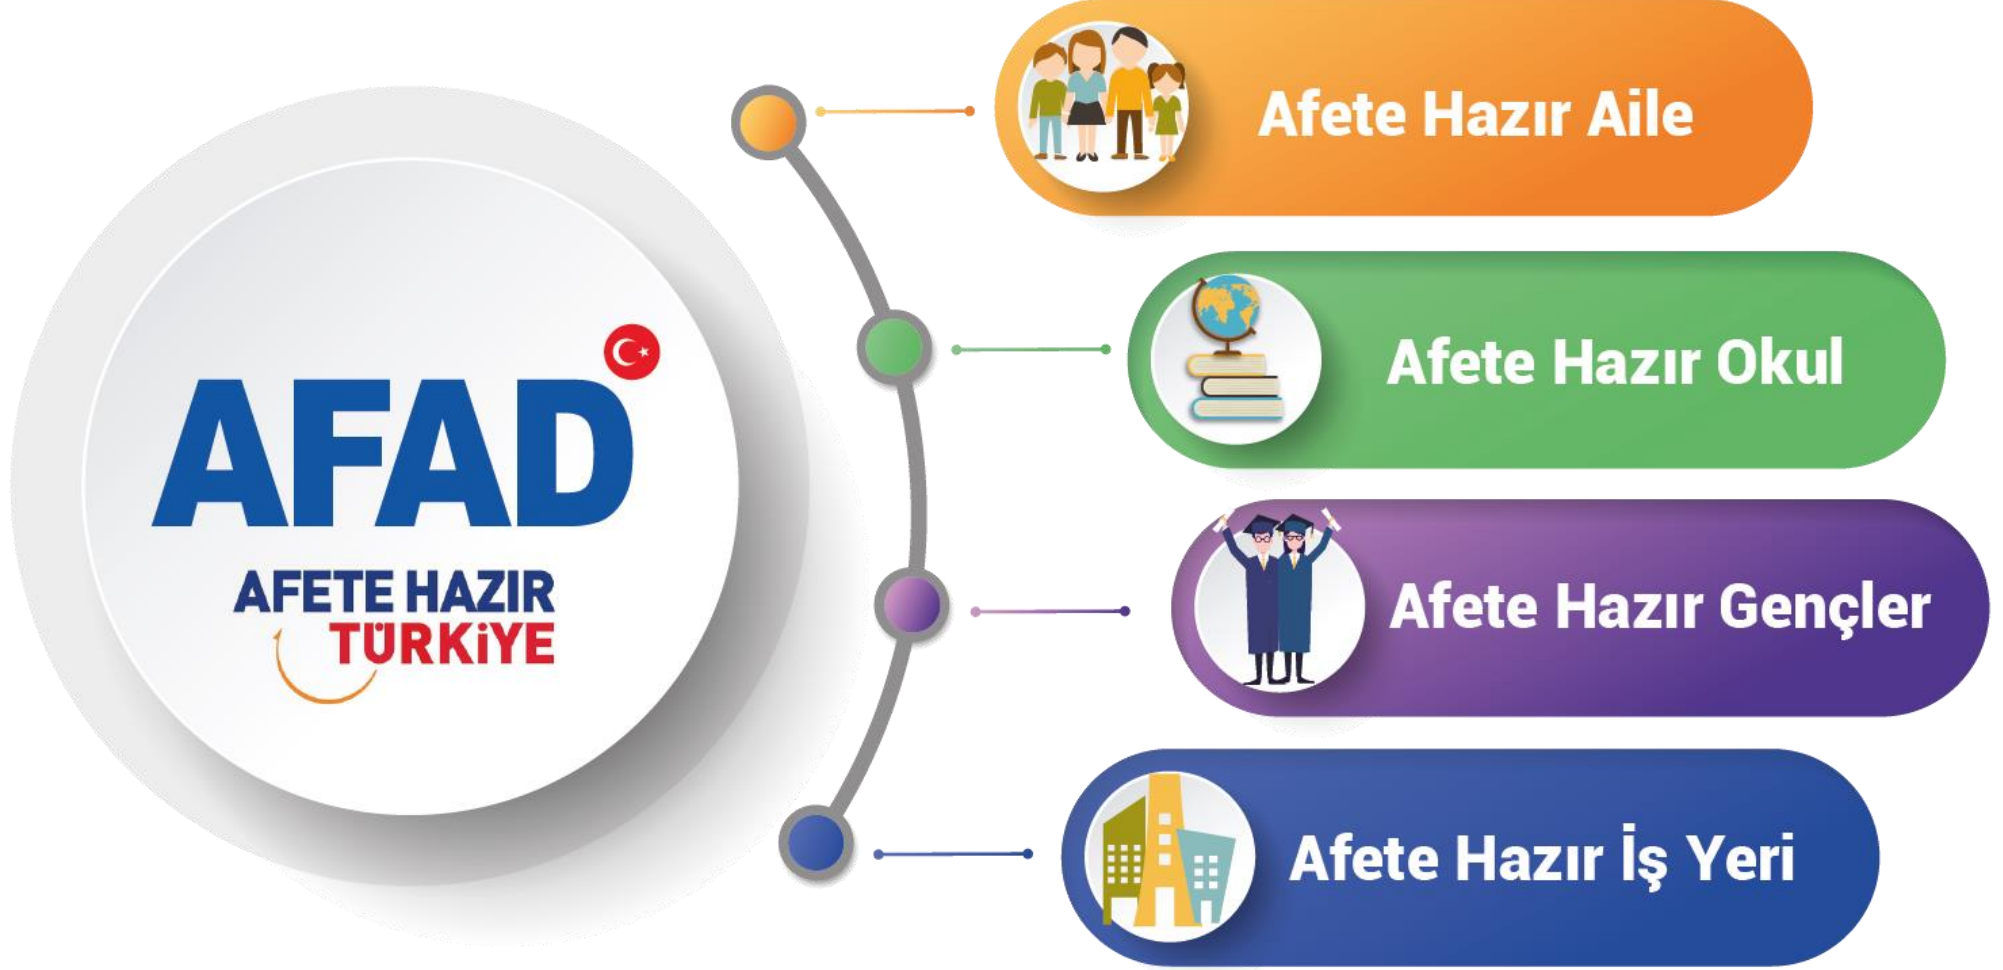 AFAD
AFETE HAZIR
TÜRKiYE
Afete Hazır Aile
Afete Hazır Okul
Afete Hazır Gençler
Afete Hazır İş Yeri